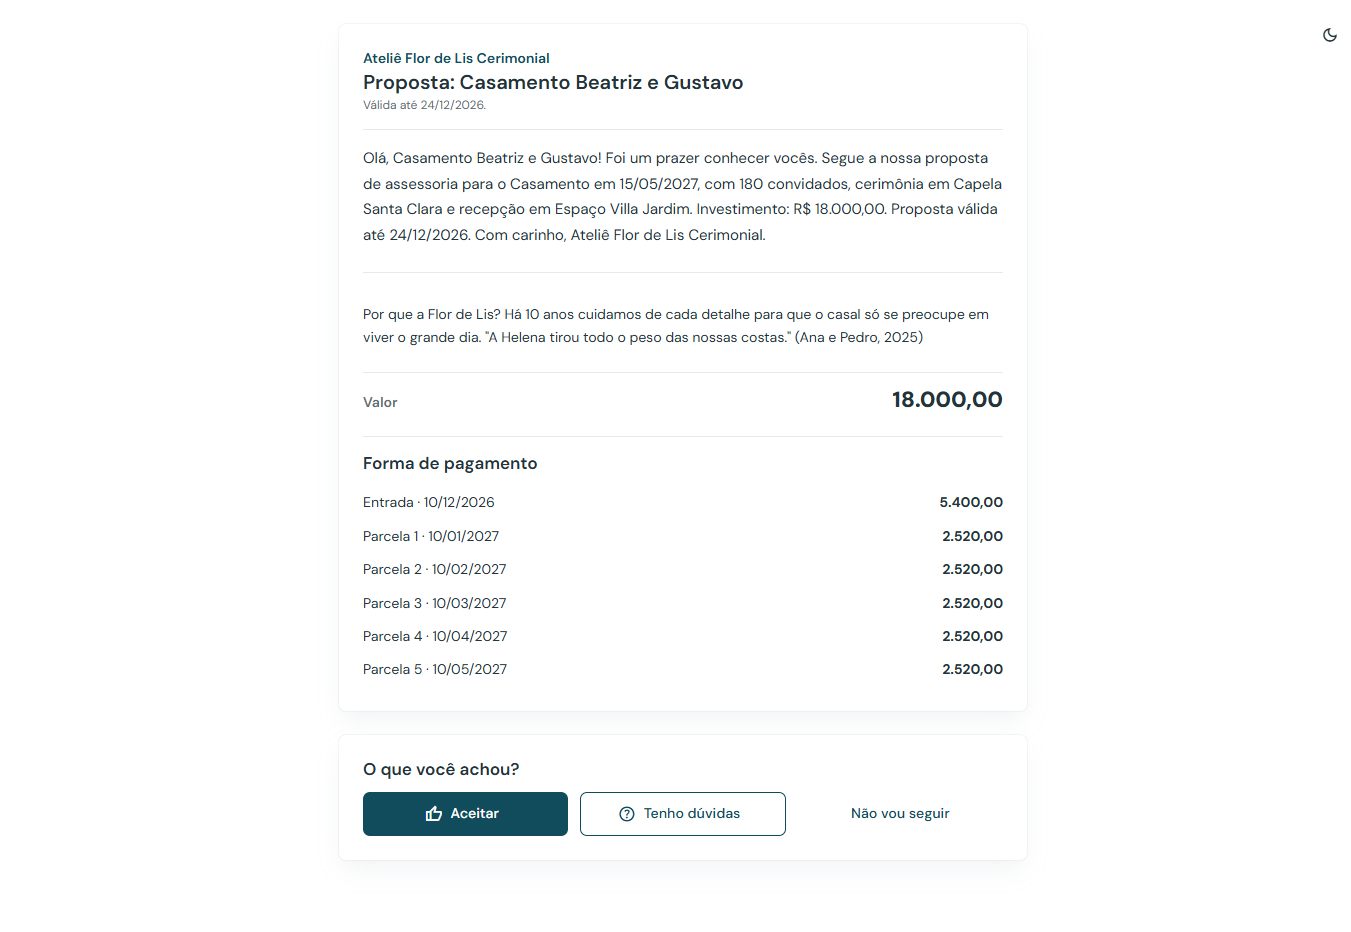 Ateliê Flor de Lis Cerimonial
Proposta: Casamento Beatriz e Gustavo
Válida até 24/12/2026.
Olá, Casamento Beatriz e Gustavo! Foi um prazer conhecer vocês. Segue a nossa proposta
de assessoria para o Casamento em 15/05/2027, com 180 convidados, cerimônia em Capela
Santa Clara e recepção em Espaço Villa Jardim. Investimento: R$ 18.000,00. Proposta válida
até 24/12/2026. Com carinho, Ateliê Flor de Lis Cerimonial.
Por que a Flor de Lis? Há 10 anos cuidamos de cada detalhe para que o casal só se preocupe em
viver o grande dia. "A Helena tirou todo o peso das nossas costas." (Ana e Pedro, 2025)
Valor 18.000,00
Forma de pagamento
Entrada · 10/12/2026 5.400,00
Parcela 1 · 10/01/2027 2.520,00
Parcela 2 · 10/02/2027 2.520,00
Parcela 3 · 10/03/2027 2.520,00
Parcela 4 · 10/04/2027 2.520,00
Parcela 5 · 10/05/2027 2.520,00
O que você achou?
Aceitar Tenho dúvidas Não vou seguir